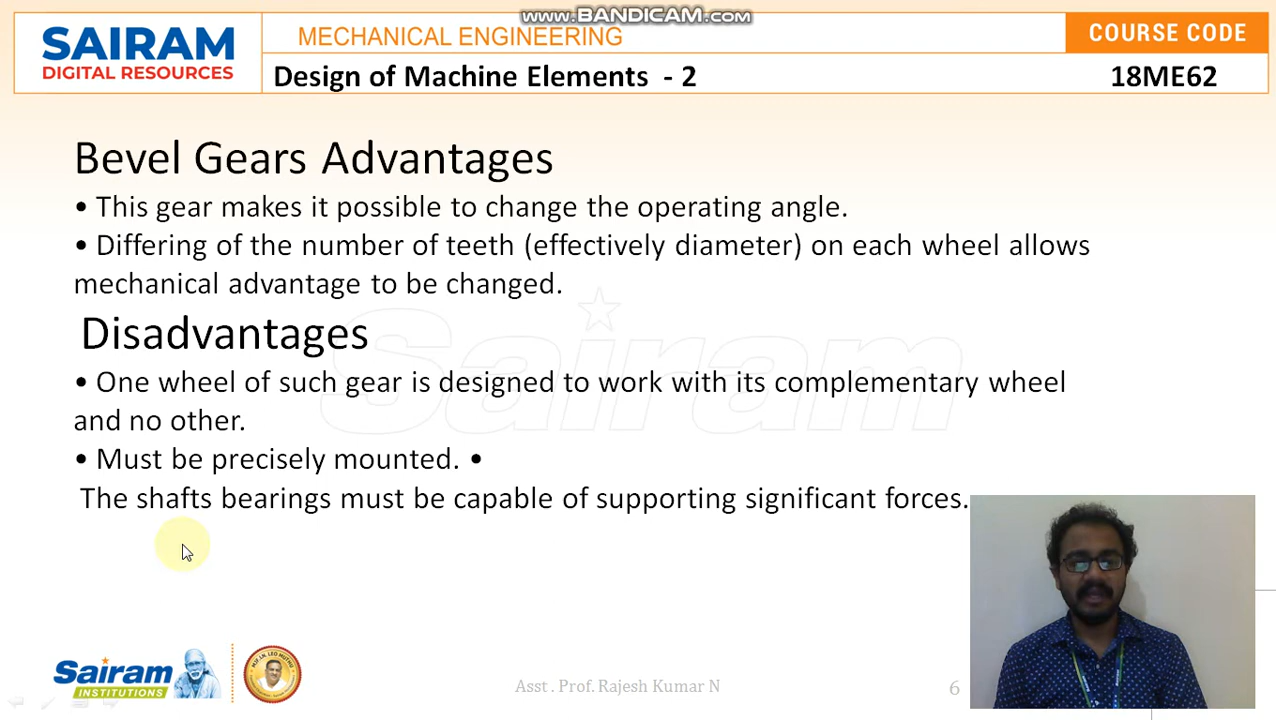 www.BANDICAM.com
SAIRAM
DIGITAL RESOURCES
MECHANICAL ENGINEERING
COURSE CODE
Design of Machine Elements - 2
18ME62
Bevel Gears Advantages
• This gear makes it possible to change the operating angle.
• Differing of the number of teeth (effectively diameter) on each wheel allows
mechanical advantage to be changed.
Disadvantages
• One wheel of such gear is designed to work with its complementary wheel
and no other.
• Must be precisely mounted. •
The shafts bearings must be capable of supporting significant forces.
Sairam
Sairam
INSTITUTIONS
Asst . Prof. Rajesh Kumar N
6